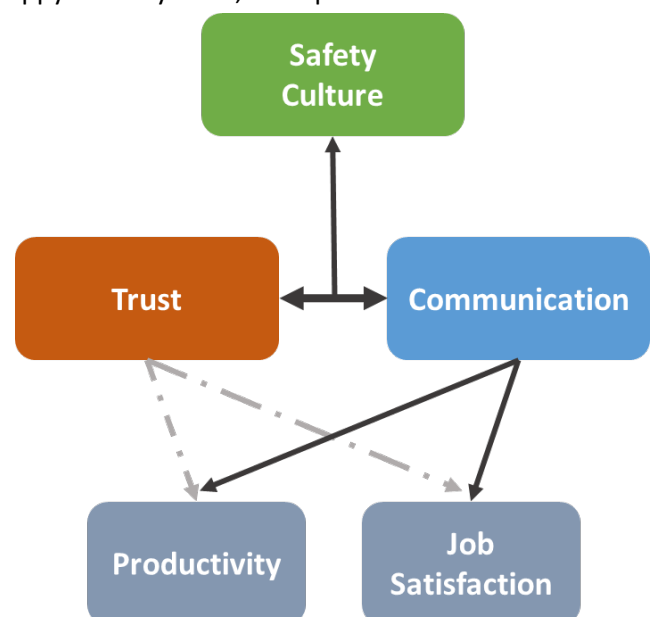 Safety
Culture
Trust
Communication
Productivity
Job
Satisfaction